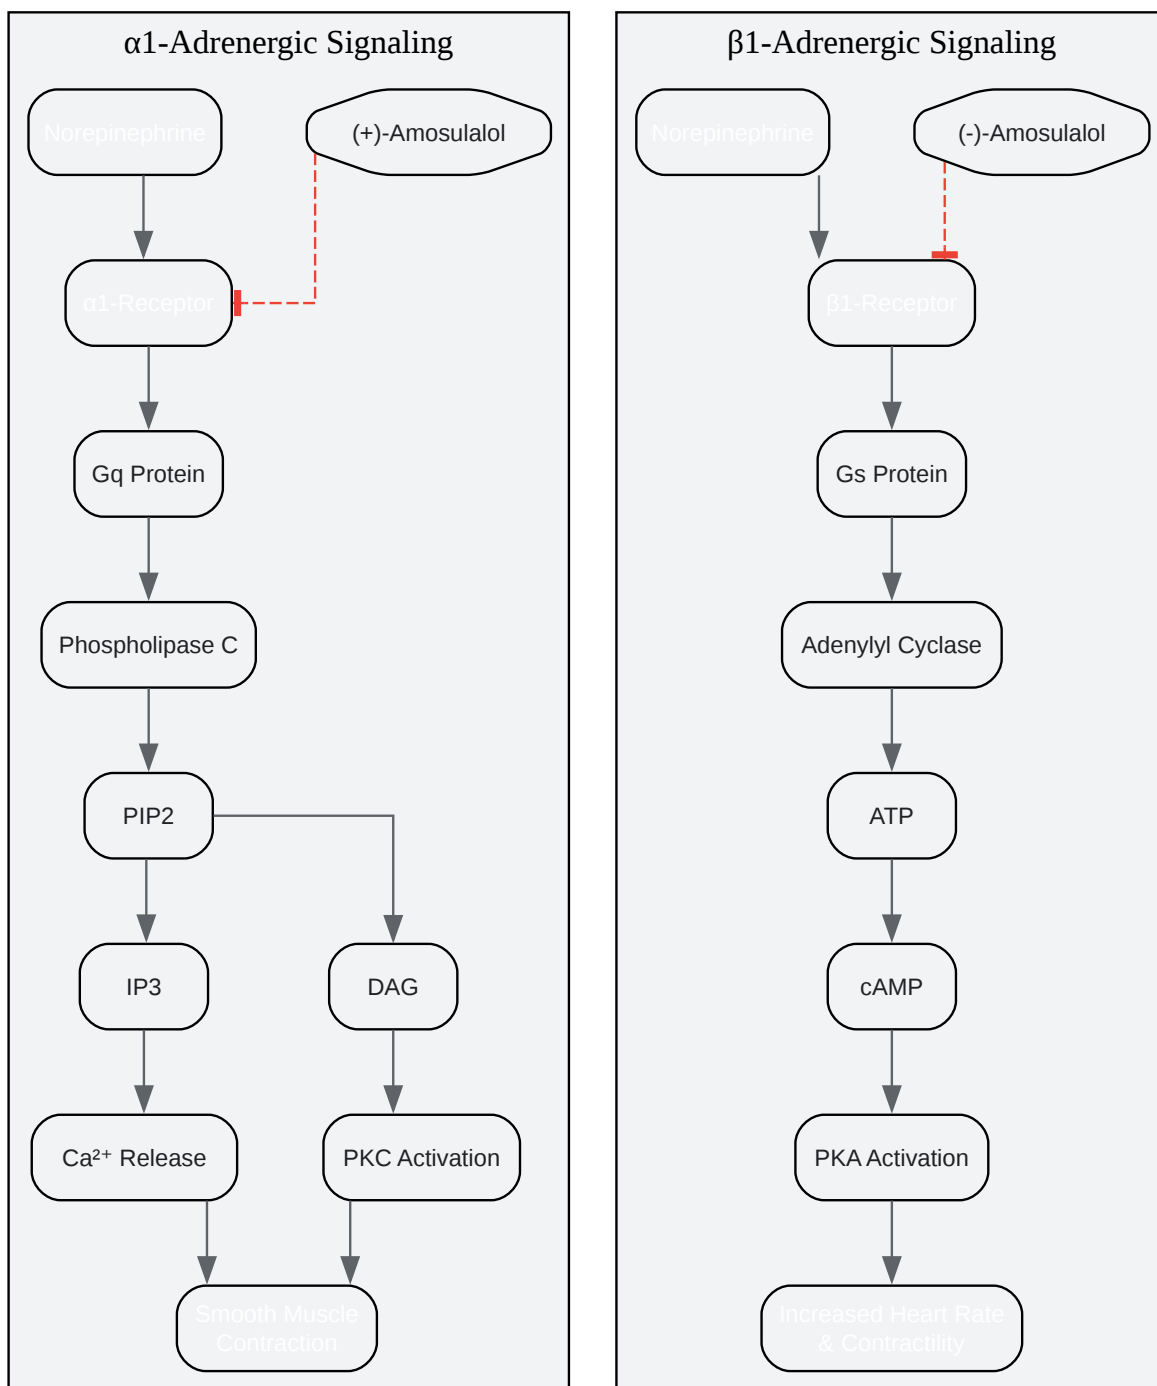 α1-Adrenergic Signaling
Norepinephrine
(+)-Amosulalol
α1-Receptor
Gq Protein
Phospholipase C
PIP2
IP3
DAG
Ca²⁺ Release
PKC Activation
Smooth Muscle
Contraction
β1-Adrenergic Signaling
Norepinephrine
(-)-Amosulalol
β1-Receptor
Gs Protein
Adenylyl Cyclase
ATP
cAMP
PKA Activation
Increased Heart Rate
& Contractility